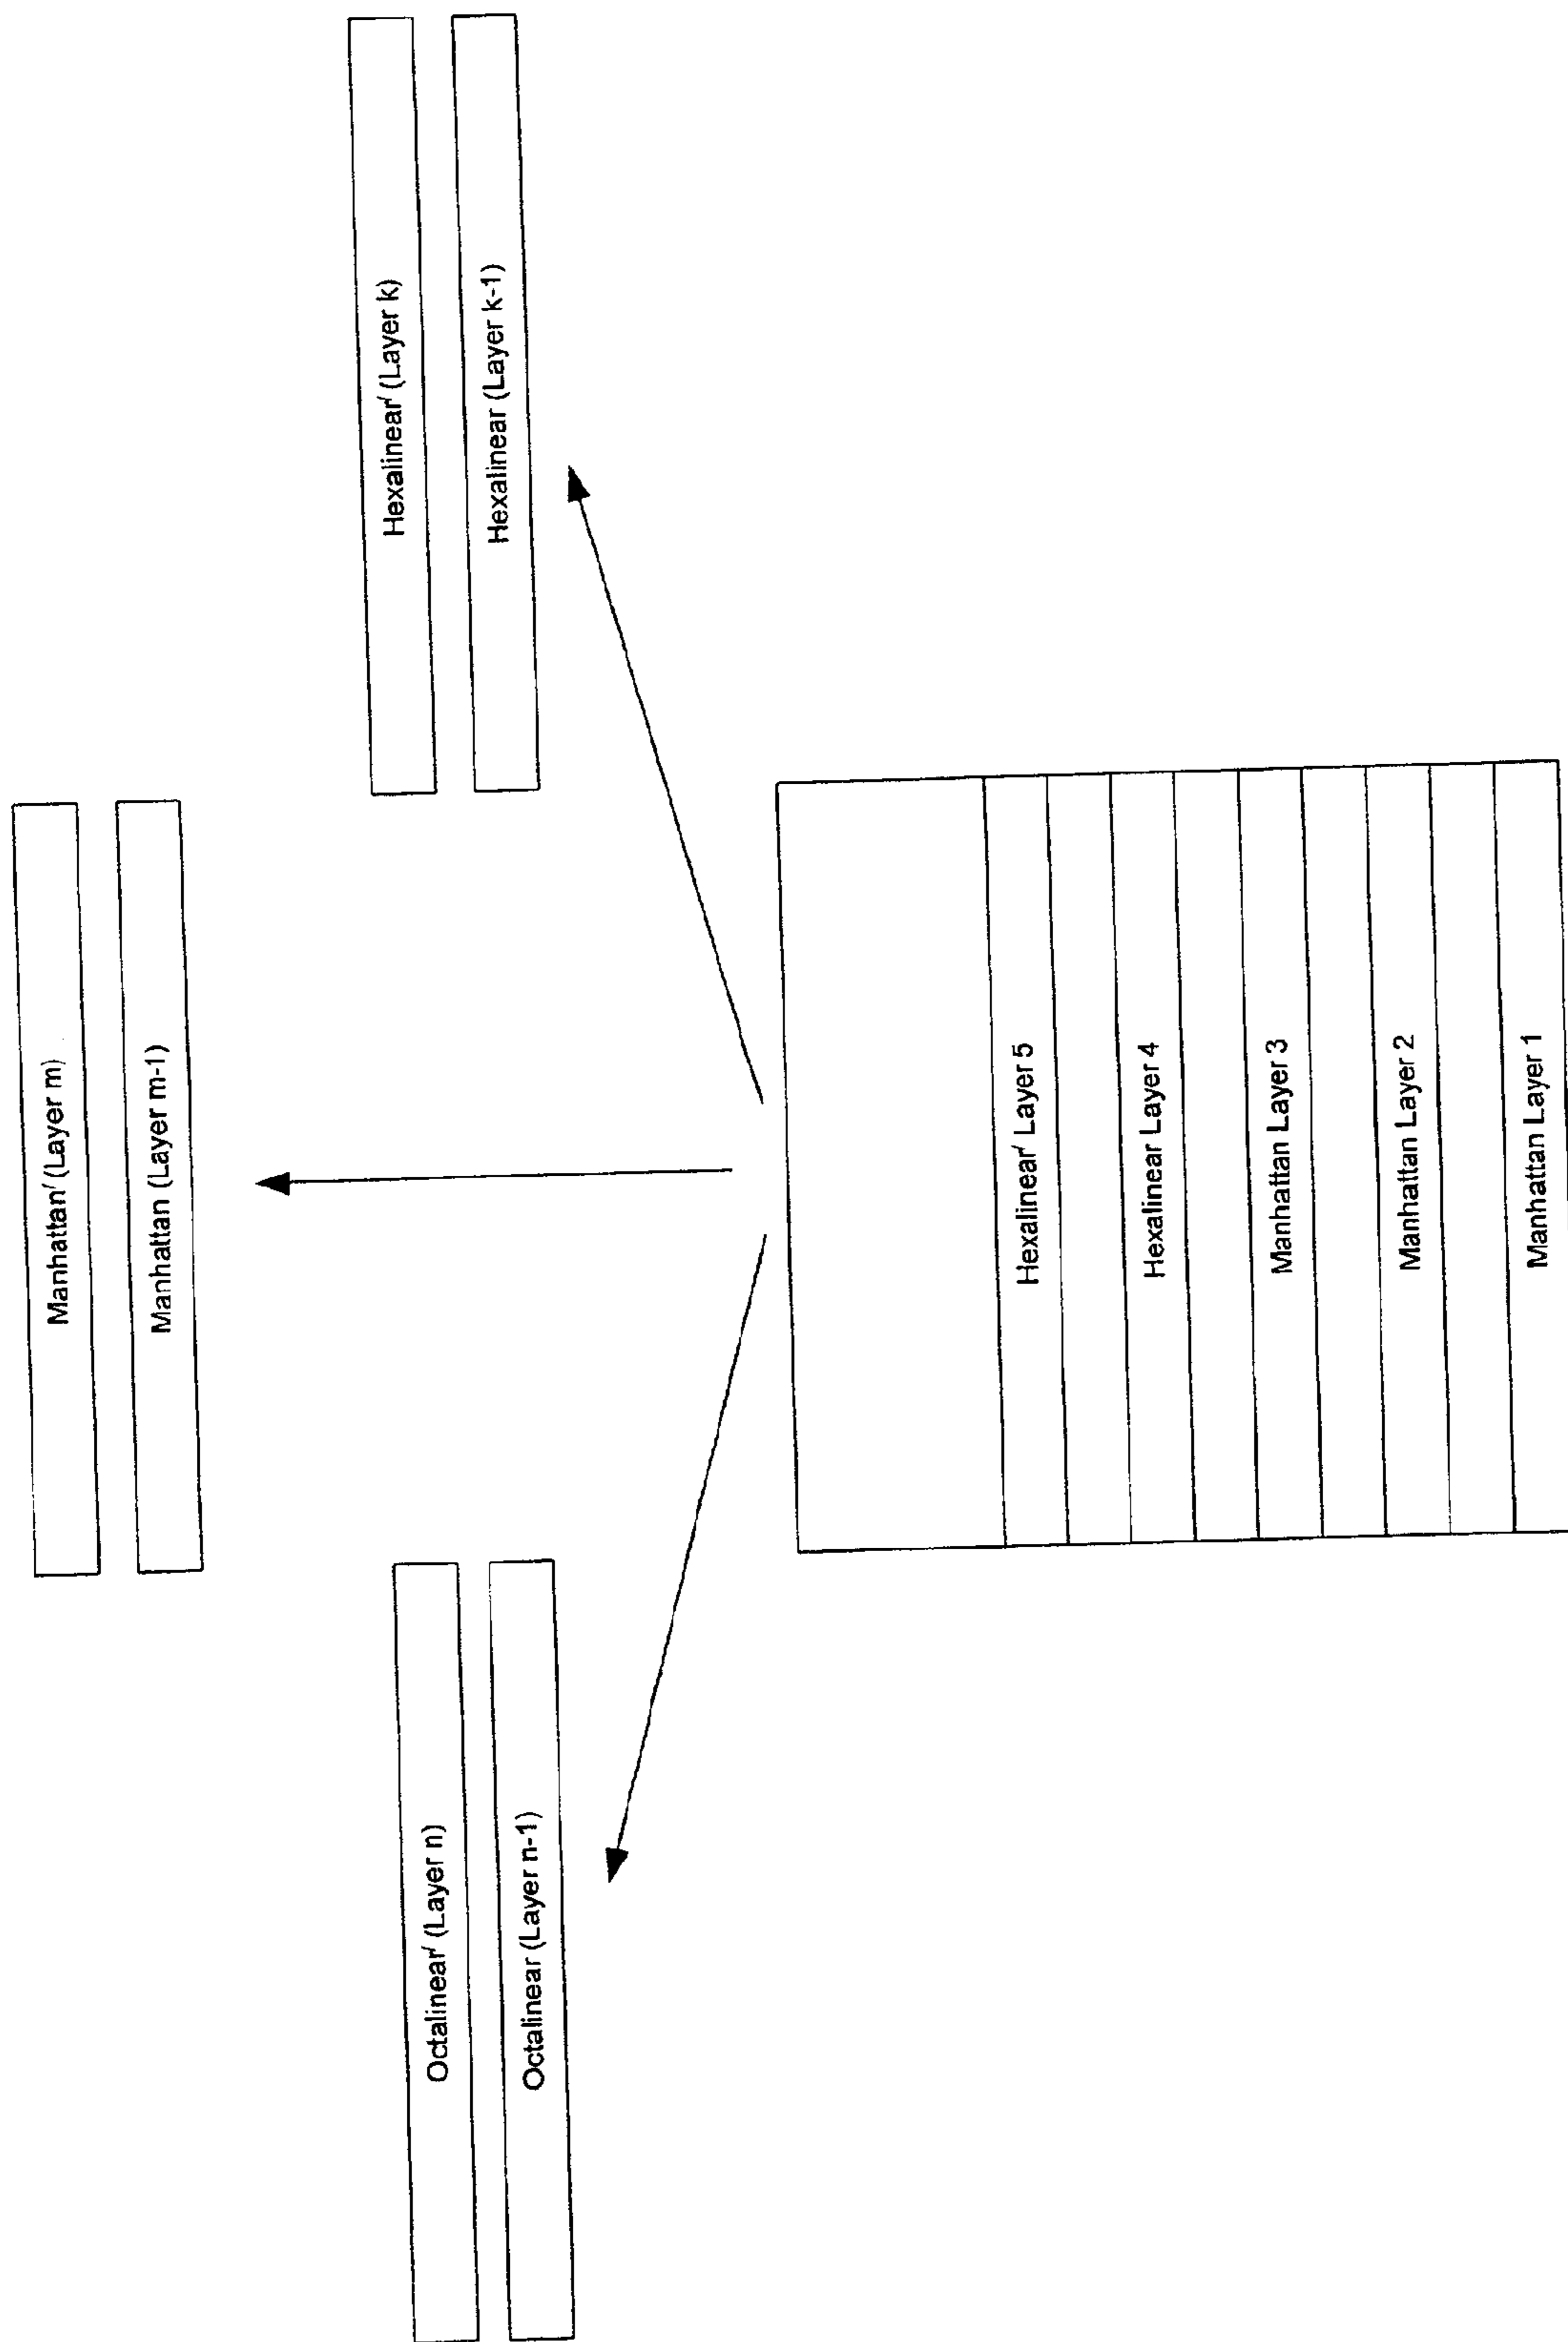 Manhattan' (Layer m)
Manhattan (Layer m-1)
Octalinear' (Layer n)
Octalinear (Layer n-1)
Hexalinear' (Layer k)
Hexalinear (Layer k-1)
Hexalinear' Layer 5
Hexalinear Layer 4
Manhattan Layer 3
Manhattan Layer 2
Manhattan Layer 1